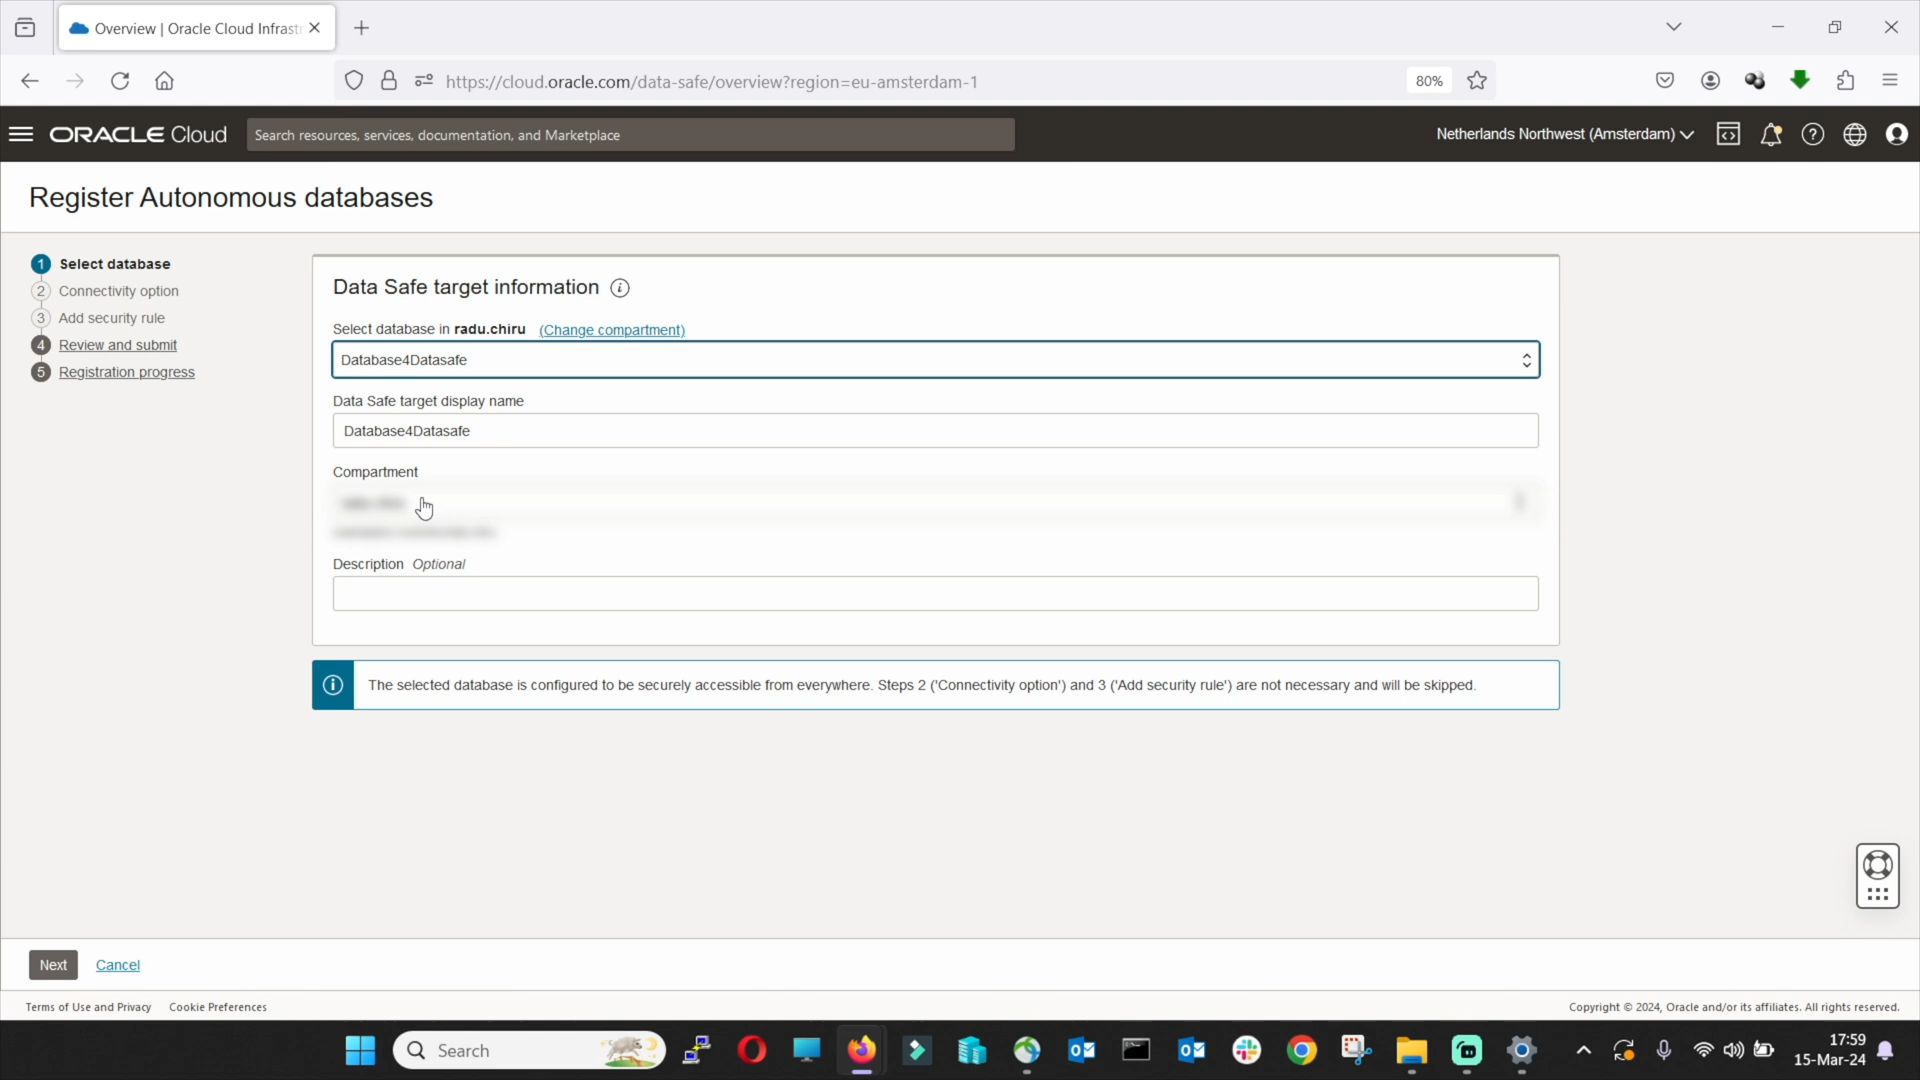 Overview | Oracle Cloud Infrastr
https://cloud.oracle.com/data-safe/overview?region=eu-amsterdam-1
80%
ORACLE Cloud
Search resources, services, documentation, and Marketplace
Netherlands Northwest (Amsterdam)
Register Autonomous databases
1 Select database
2 Connectivity option
3 Add security rule
4 Review and submit
5 Registration progress
Data Safe target information
Select database in radu.chiru (Change compartment)
Database4Datasafe
Data Safe target display name
Database4Datasafe
Compartment
Description Optional
The selected database is configured to be securely accessible from everywhere. Steps 2 ('Connectivity option') and 3 ('Add security rule') are not necessary and will be skipped.
Next Cancel
Terms of Use and Privacy Cookie Preferences
Copyright © 2024, Oracle and/or its affiliates. All rights reserved.
Search
17:59
15-Mar-24